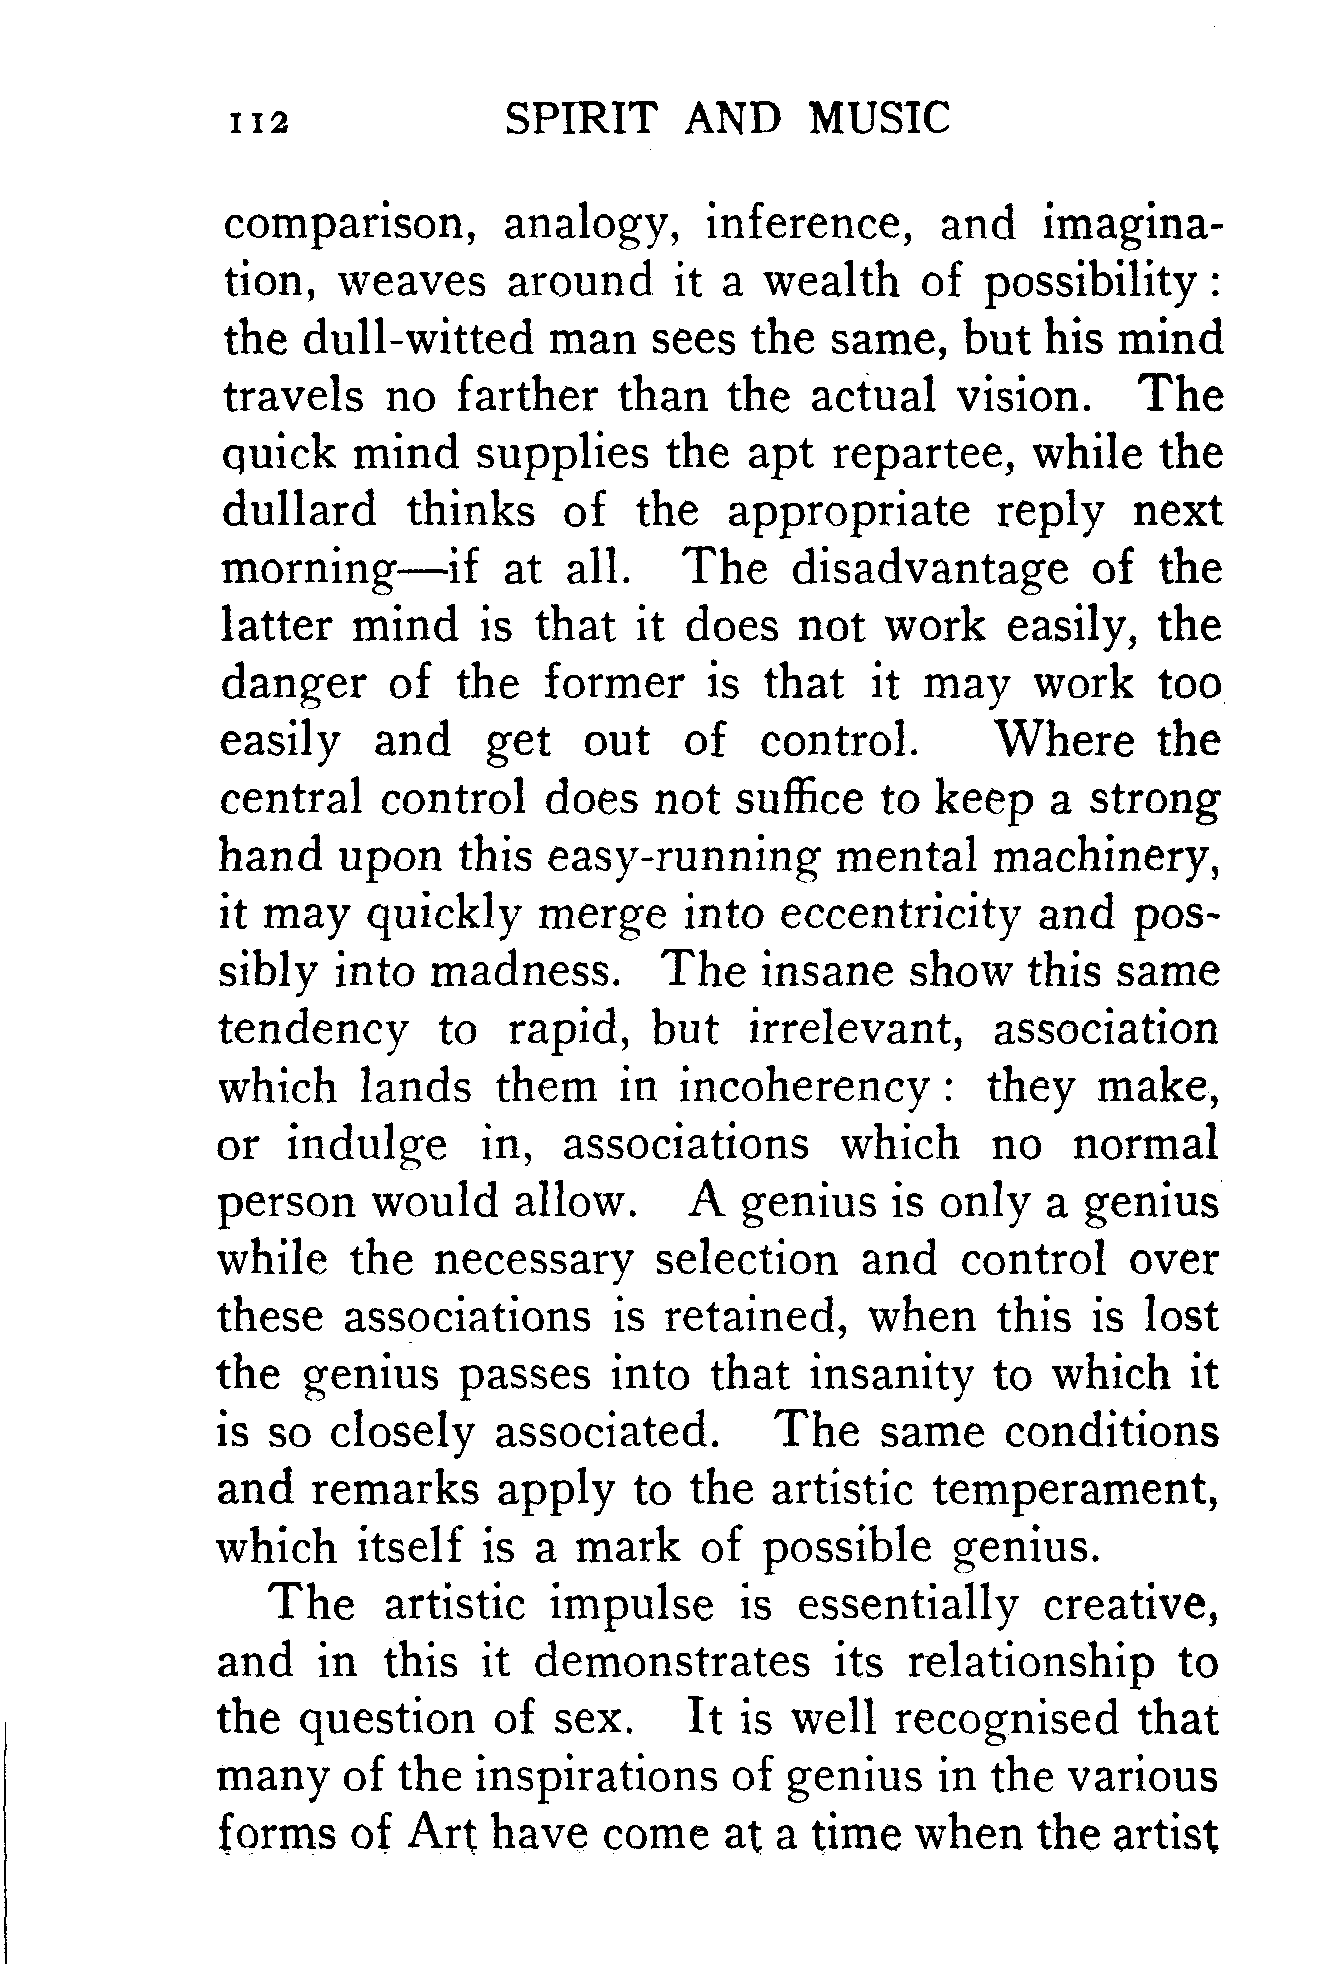 112 SPIRIT AND MUSIC
comparison, analogy, inference, and imagina-
tion, weaves around it a wealth of possibility :
the dull-witted man sees the same, but his mind
travels no farther than the actual vision. The
quick mind supplies the apt repartee, while the
dullard thinks of the appropriate reply next
morning—if at all. The disadvantage of the
latter mind is that it does not work easily, the
danger of the former is that it may work too
easily and get out of control. Where the
central control does not suffice to keep a strong
hand upon this easy-running mental machinery,
it may quickly merge into eccentricity and pos-
sibly into madness. The insane show this same
tendency to rapid, but irrelevant, association
which lands them in incoherency : they make,
or indulge in, associations which no normal
person would allow. A genius is only a genius
while the necessary selection and control over
these associations is retained, when this is lost
the genius passes into that insanity to which it
is so closely associated. The same conditions
and remarks apply to the artistic temperament,
which itself is a mark of possible genius.
The artistic impulse is essentially creative,
and in this it demonstrates its relationship to
the question of sex. It is well recognised that
many of the inspirations of genius in the various
forms of Art have come at a time when the artist